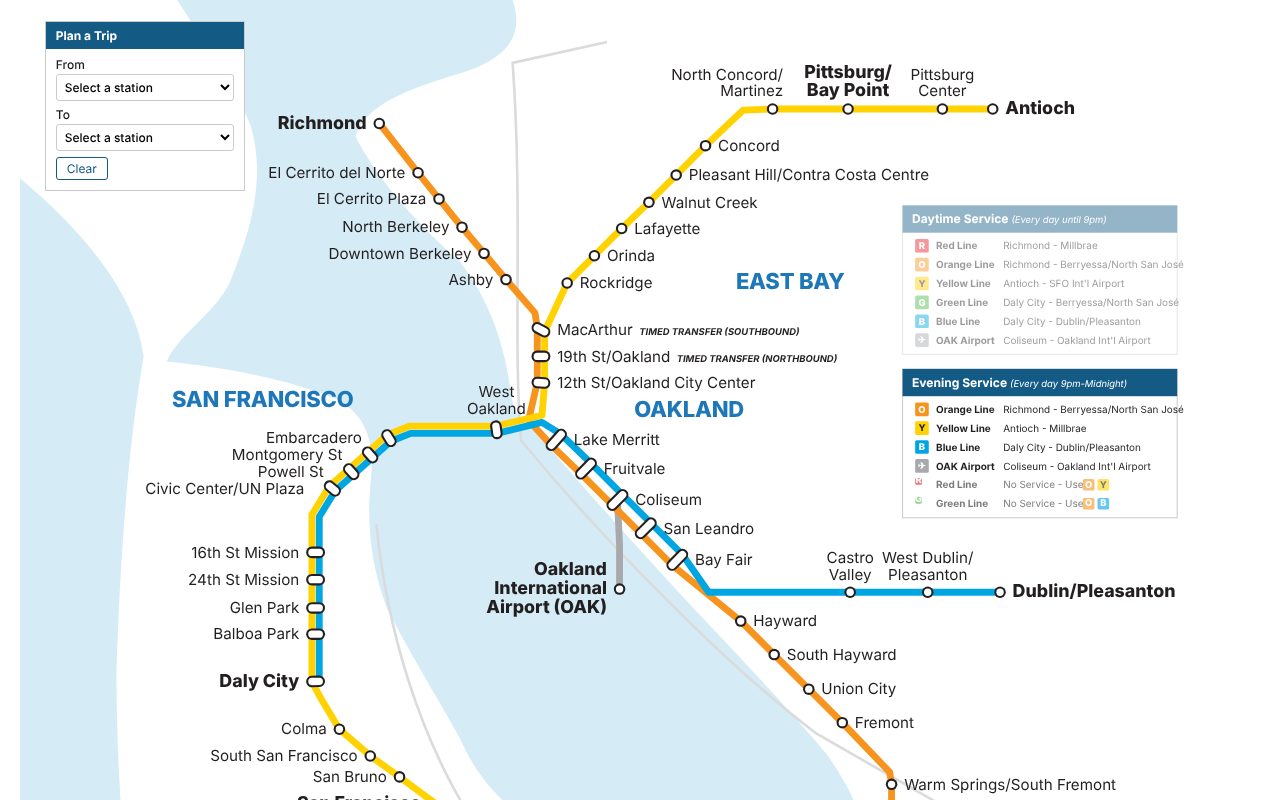 Plan a Trip
From
Select a station
To
Select a station
Clear
North Concord/
Martinez
Pittsburg/
Bay Point
Pittsburg
Center
Antioch
Richmond
Concord
El Cerrito del Norte
Pleasant Hill/Contra Costa Centre
El Cerrito Plaza
Walnut Creek
North Berkeley
Lafayette
Downtown Berkeley
Orinda
Ashby
Rockridge
EAST BAY
Daytime Service (Every day until 9pm)
R Red Line Richmond - Millbrae
O Orange Line Richmond - Berryessa/North San José
Y Yellow Line Antioch - SFO Int'l Airport
G Green Line Daly City - Berryessa/North San José
B Blue Line Daly City - Dublin/Pleasanton
OAK Airport Coliseum - Oakland Int'l Airport
MacArthur TIMED TRANSFER (SOUTHBOUND)
19th St/Oakland TIMED TRANSFER (NORTHBOUND)
12th St/Oakland City Center
Evening Service (Every day 9pm-Midnight)
O Orange Line Richmond - Berryessa/North San José
Y Yellow Line Antioch - Millbrae
B Blue Line Daly City - Dublin/Pleasanton
OAK Airport Coliseum - Oakland Int'l Airport
R Red Line No Service - Use O Y
G Green Line No Service - Use O B
SAN FRANCISCO
West
Oakland
OAKLAND
Embarcadero
Montgomery St
Powell St
Civic Center/UN Plaza
Lake Merritt
Fruitvale
Coliseum
San Leandro
Bay Fair
16th St Mission
24th St Mission
Glen Park
Balboa Park
Daly City
Oakland
International
Airport (OAK)
Castro
Valley
West Dublin/
Pleasanton
Dublin/Pleasanton
Hayward
South Hayward
Union City
Fremont
Warm Springs/South Fremont
Colma
South San Francisco
San Bruno
San Francisco